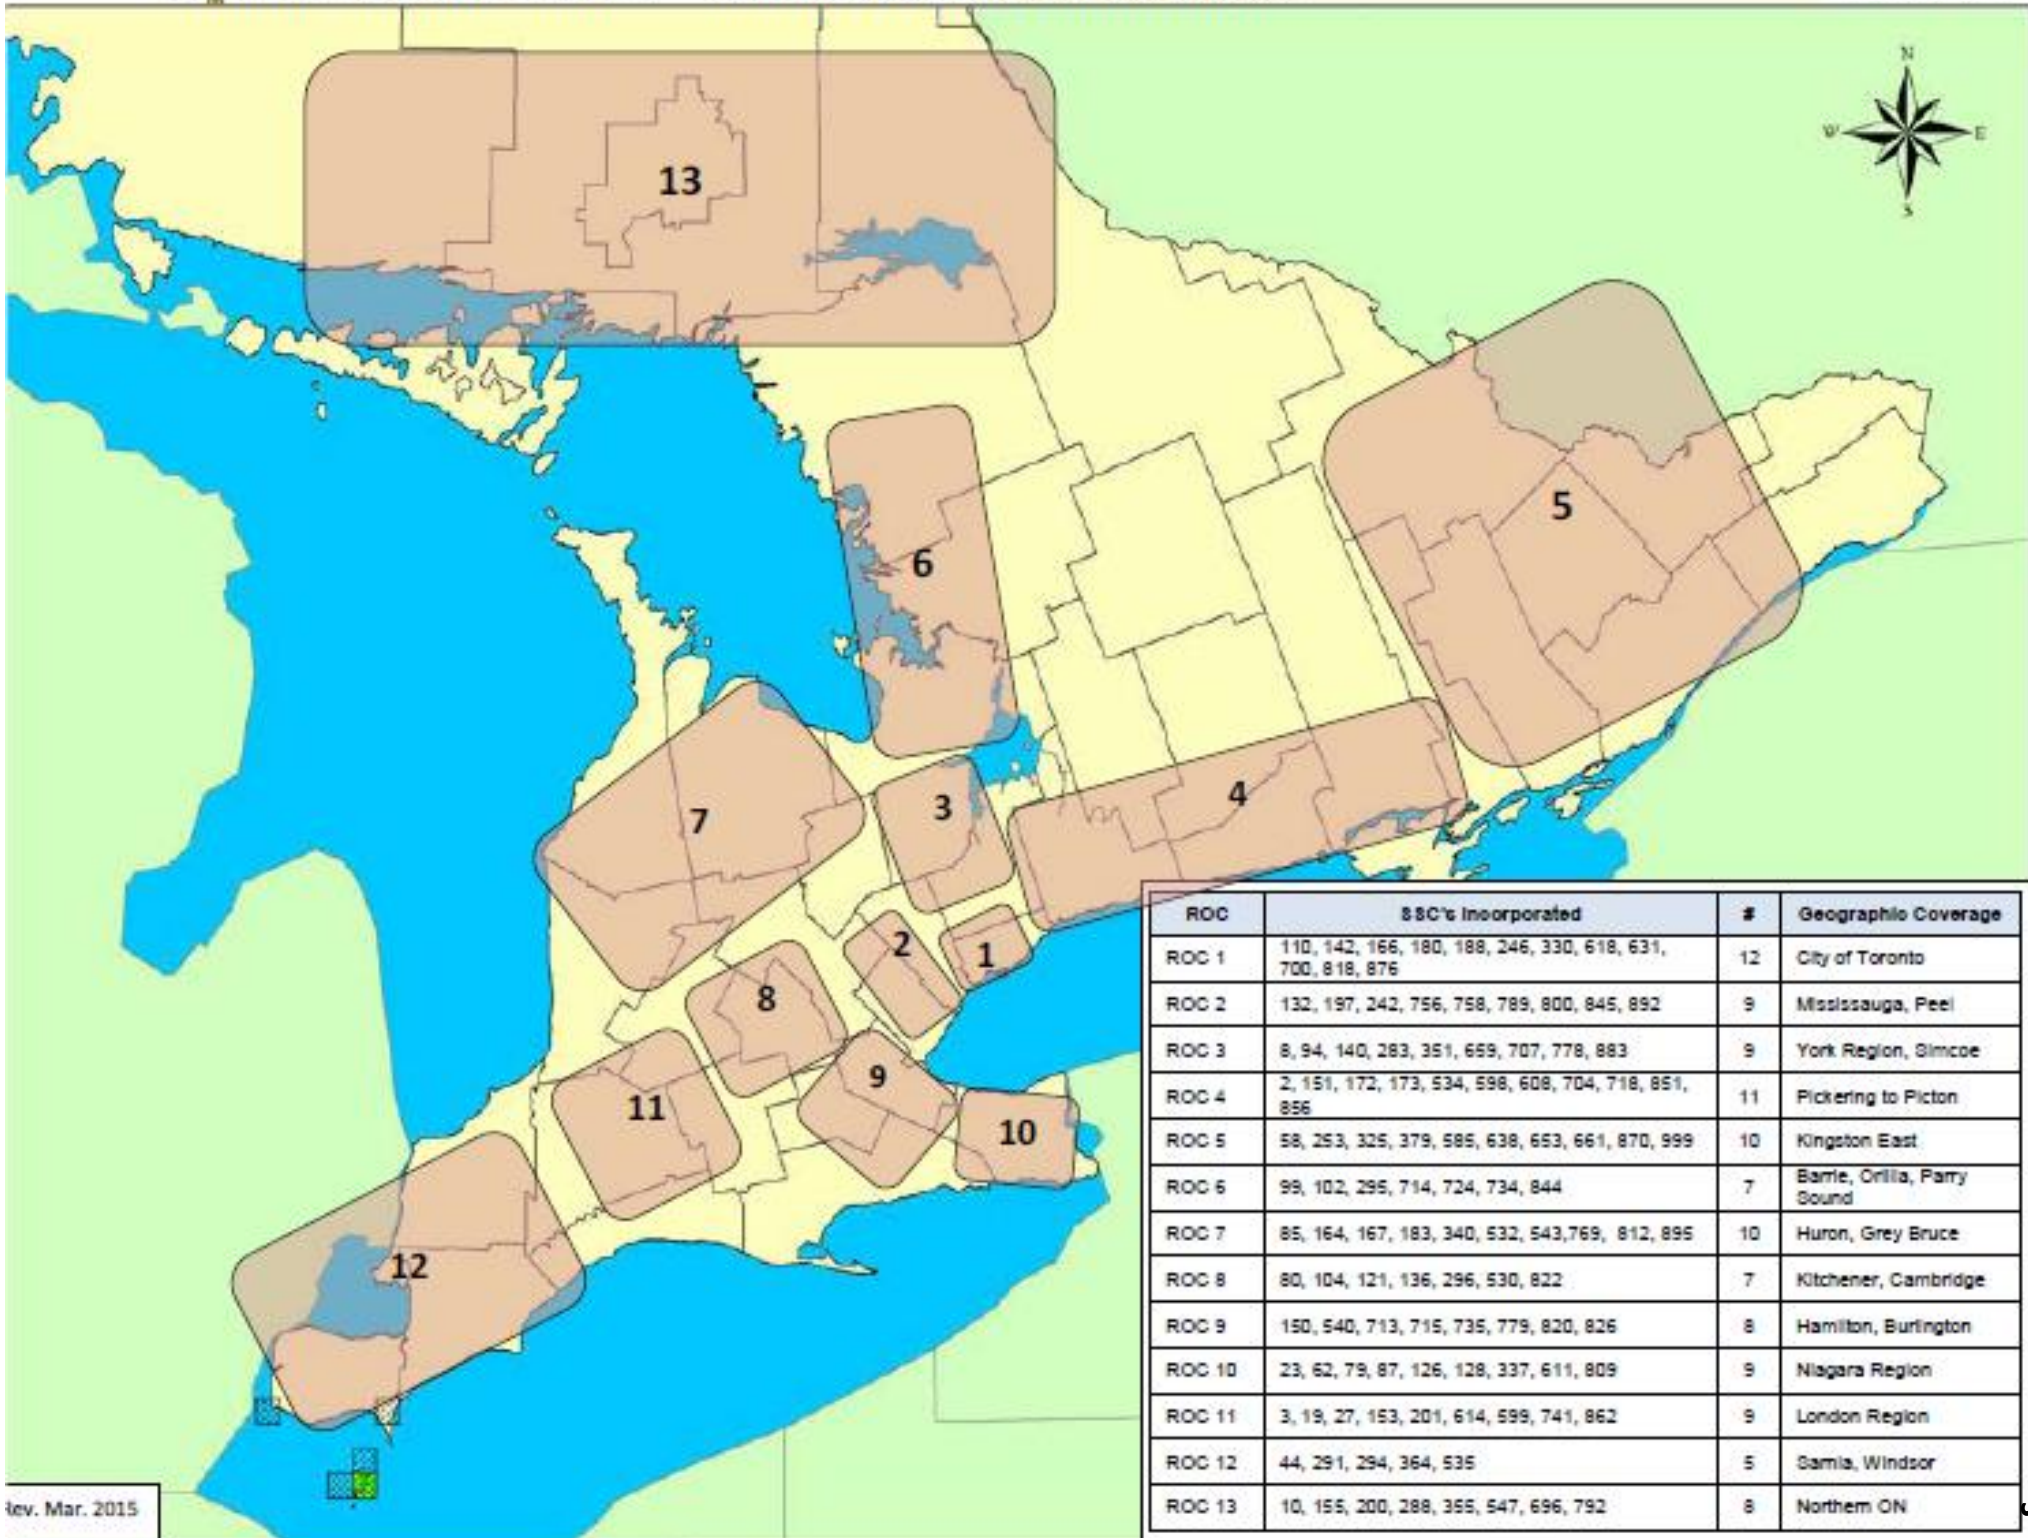 N
W E
S
13
5
6
7
3
4
2
1
8
9
11
10
12
ROC SSC's Incorporated # Geographic Coverage
ROC 1 110, 142, 166, 180, 188, 246, 330, 618, 631, 700, 818, 876 12 City of Toronto
ROC 2 132, 197, 242, 756, 758, 789, 800, 845, 892 9 Mississauga, Peel
ROC 3 8, 94, 140, 283, 351, 659, 707, 778, 883 9 York Region, Simcoe
ROC 4 2, 151, 172, 173, 534, 598, 608, 704, 718, 851, 856 11 Pickering to Picton
ROC 5 58, 253, 325, 379, 585, 638, 653, 661, 870, 999 10 Kingston East
ROC 6 99, 102, 295, 714, 724, 734, 844 7 Barrie, Orillia, Parry Sound
ROC 7 85, 164, 167, 183, 340, 532, 543,769, 812, 895 10 Huron, Grey Bruce
ROC 8 80, 104, 121, 136, 296, 530, 822 7 Kitchener, Cambridge
ROC 9 150, 540, 713, 715, 735, 779, 820, 826 8 Hamilton, Burlington
ROC 10 23, 62, 79, 87, 126, 128, 337, 611, 809 9 Niagara Region
ROC 11 3, 19, 27, 153, 201, 614, 599, 741, 862 9 London Region
ROC 12 44, 291, 294, 364, 535 5 Sarnia, Windsor
ROC 13 10, 155, 200, 288, 355, 547, 696, 792 8 Northern ON
Rev. Mar. 2015